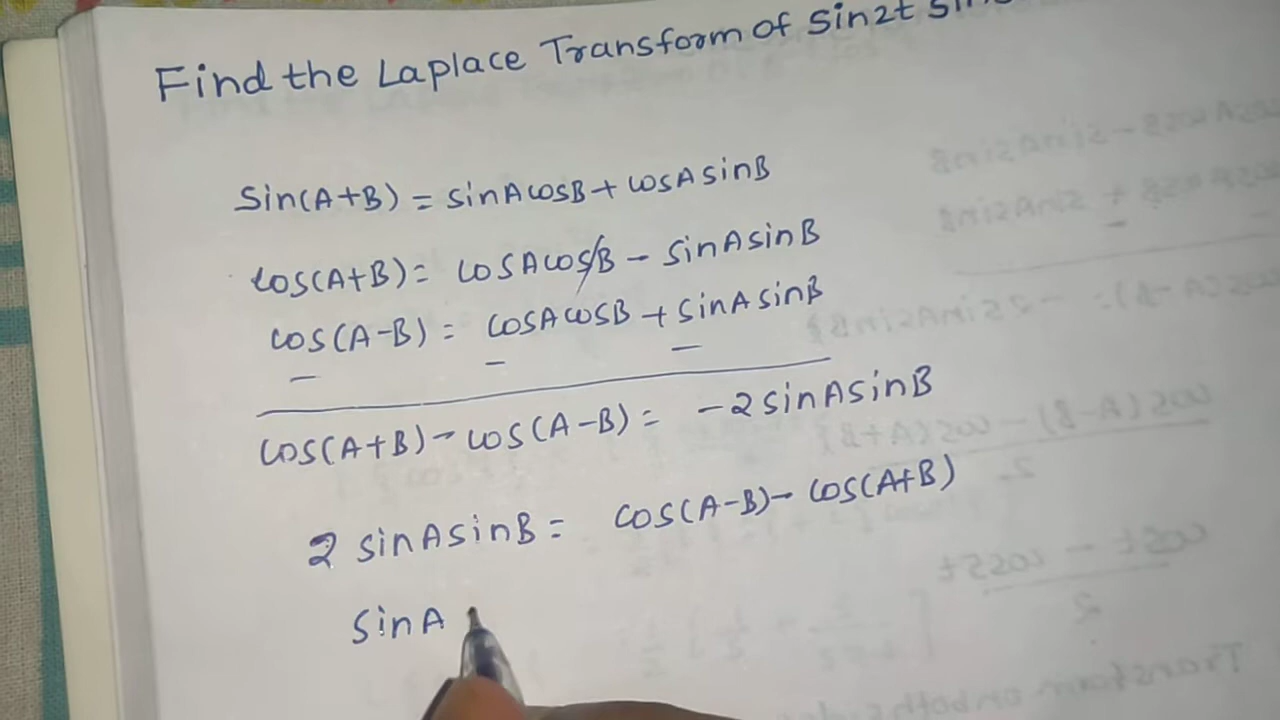 Find the Laplace Transform of sin2t
Sin(A+B) = sinAcosB + cosAsinB
cos(A+B) = cosAcosB - sinAsinB
cos(A-B) = cosAcosB + sinAsinB
- - -
cos(A+B) - cos(A-B) = -2sinAsinB
2 sinAsinB = cos(A-B) - cos(A+B)
sinA